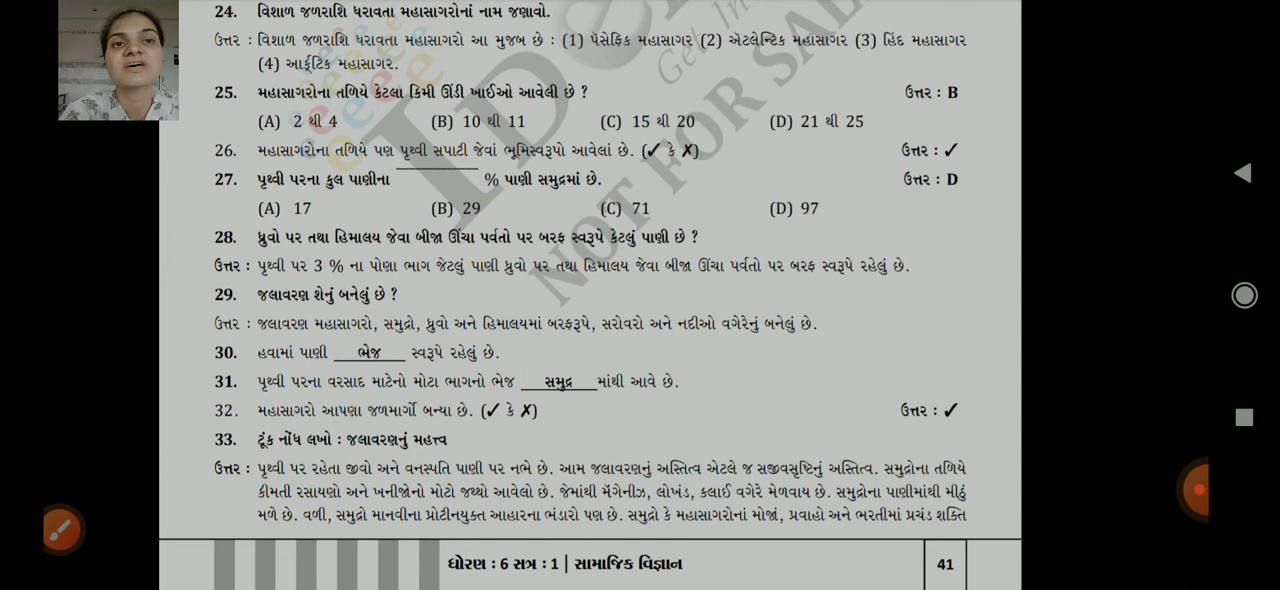 24. વિશાળ જળરાશિ ધરાવતા મહાસાગરોનાં નામ જણાવો.
ઉત્તર : વિશાળ જળરાશિ ધરાવતા મહાસાગરો આ મુજબ છે : (1) પૅસેફિક મહાસાગર (2) ઍટલેન્ટિક મહાસાગર (3) હિંદ મહાસાગર
(4) આર્ક્ટિક મહાસાગર.
25. મહાસાગરોના તળિયે કેટલા કિમી ઊંડી ખાઈઓ આવેલી છે ? ઉત્તર : B
(A) 2 થી 4 (B) 10 થી 11 (C) 15 થી 20 (D) 21 થી 25
26. મહાસાગરોના તળિયે પણ પૃથ્વી સપાટી જેવાં ભૂમિસ્વરૂપો આવેલાં છે. (✓ કે ✗) ઉત્તર : ✓
27. પૃથ્વી પરના કુલ પાણીના ________ % પાણી સમુદ્રમાં છે. ઉત્તર : D
(A) 17 (B) 29 (C) 71 (D) 97
28. ધ્રુવો પર તથા હિમાલય જેવા બીજા ઊંચા પર્વતો પર બરફ સ્વરૂપે કેટલું પાણી છે ?
ઉત્તર : પૃથ્વી પર 3 % ના પોણા ભાગ જેટલું પાણી ધ્રુવો પર તથા હિમાલય જેવા બીજા ઊંચા પર્વતો પર બરફ સ્વરૂપે રહેલું છે.
29. જલાવરણ શેનું બનેલું છે ?
ઉત્તર : જલાવરણ મહાસાગરો, સમુદ્રો, ધ્રુવો અને હિમાલયમાં બરફરૂપે, સરોવરો અને નદીઓ વગેરેનું બનેલું છે.
30. હવામાં પાણી ભેજ સ્વરૂપે રહેલું છે.
31. પૃથ્વી પરના વરસાદ માટેનો મોટા ભાગનો ભેજ સમુદ્ર માંથી આવે છે.
32. મહાસાગરો આપણા જળમાર્ગો બન્યા છે. (✓ કે ✗) ઉત્તર : ✓
33. ટૂંક નોંધ લખો : જલાવરણનું મહત્ત્વ
ઉત્તર : પૃથ્વી પર રહેતા જીવો અને વનસ્પતિ પાણી પર નભે છે. આમ જલાવરણનું અસ્તિત્વ એટલે જ સજીવસૃષ્ટિનું અસ્તિત્વ. સમુદ્રોના તળિયે
કીમતી રસાયણો અને ખનીજોનો મોટો જથ્થો આવેલો છે. જેમાંથી મૅંગેનીઝ, લોખંડ, કલાઈ વગેરે મેળવાય છે. સમુદ્રોના પાણીમાંથી મીઠું
મળે છે. વળી, સમુદ્રો માનવીના પ્રોટીનયુક્ત આહારના ભંડારો પણ છે. સમુદ્રો કે મહાસાગરોનાં મોજાં, પ્રવાહો અને ભરતીમાં પ્રચંડ શક્તિ
ધોરણ : 6 સત્ર : 1 | સામાજિક વિજ્ઞાન 41
NOT FOR SAL
Get In